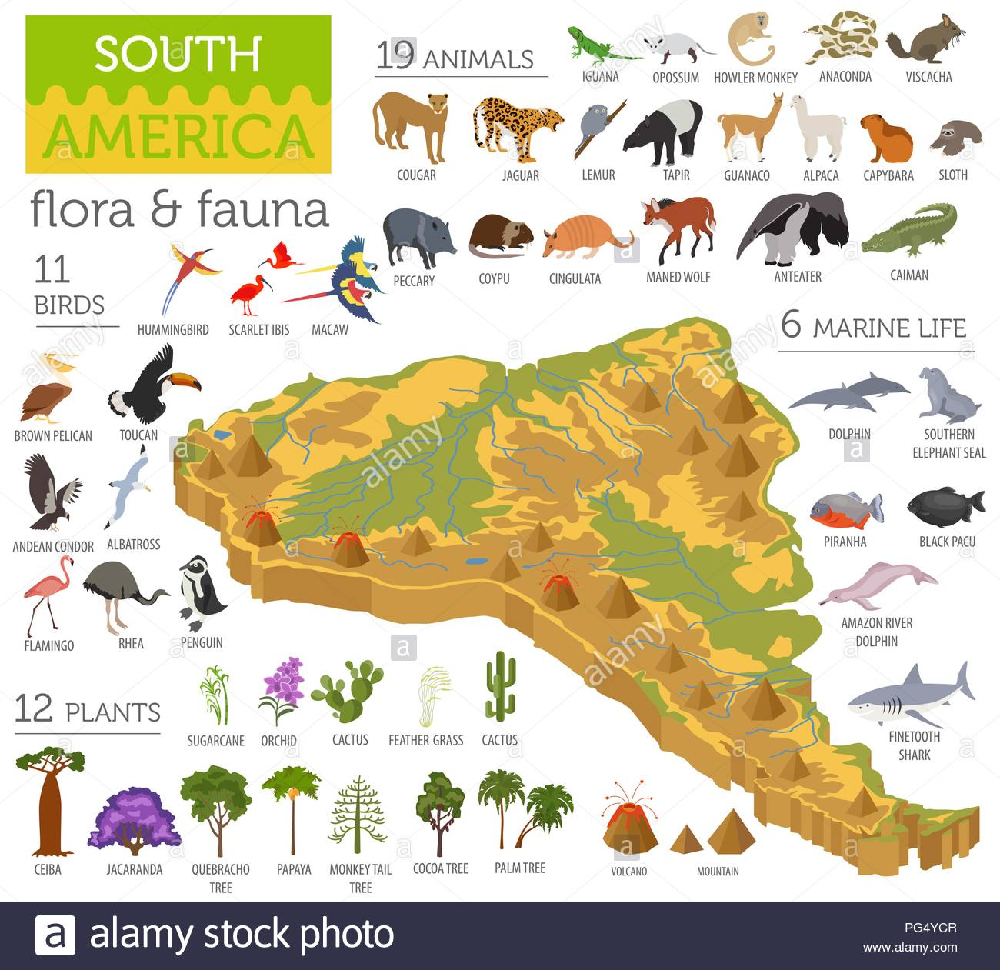 SOUTH
AMERICA
flora & fauna
19 ANIMALS
IGUANA
OPOSSUM
HOWLER MONKEY
ANACONDA
VISCACHA
COUGAR
JAGUAR
LEMUR
TAPIR
GUANACO
ALPACA
CAPYBARA
SLOTH
PECCARY
COYPU
CINGULATA
MANED WOLF
ANTEATER
CAIMAN
11
BIRDS
HUMMINGBIRD
SCARLET IBIS
MACAW
BROWN PELICAN
TOUCAN
ANDEAN CONDOR
ALBATROSS
FLAMINGO
RHEA
PENGUIN
6 MARINE LIFE
DOLPHIN
SOUTHERN
ELEPHANT SEAL
PIRANHA
BLACK PACU
AMAZON RIVER
DOLPHIN
FINETOOTH
SHARK
12 PLANTS
SUGARCANE
ORCHID
CACTUS
FEATHER GRASS
CACTUS
CEIBA
JACARANDA
QUEBRACHO
TREE
PAPAYA
MONKEY TAIL
TREE
COCOA TREE
PALM TREE
VOLCANO
MOUNTAIN
a alamy stock photo
PG4YCR
www.alamy.com